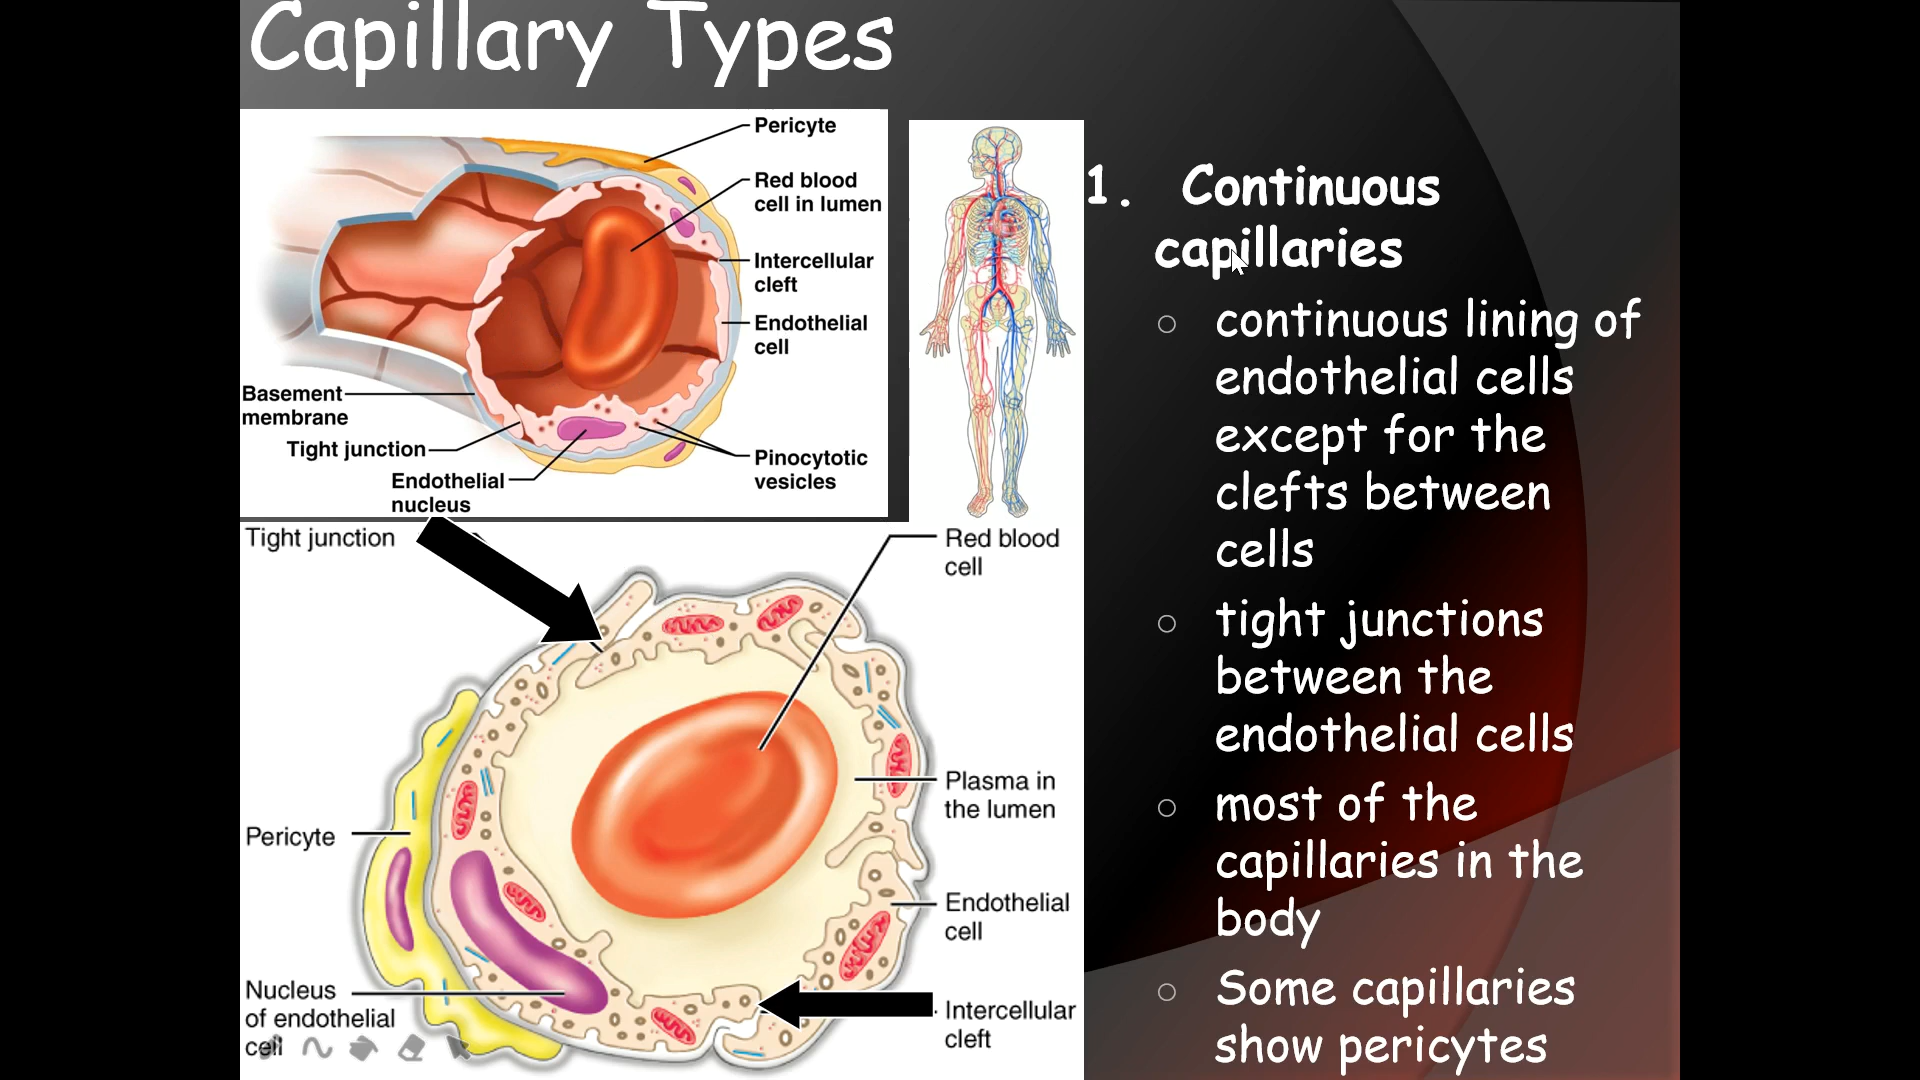 Capillary Types
Pericyte
Red blood
cell in lumen
Intercellular
cleft
Endothelial
cell
Basement
membrane
Tight junction
Endothelial
nucleus
Pinocytotic
vesicles
Tight junction
Red blood
cell
Plasma in
the lumen
Pericyte
Endothelial
cell
Nucleus
of endothelial
cell
Intercellular
cleft
1. Continuous
capillaries
continuous lining of
endothelial cells
except for the
clefts between
cells
tight junctions
between the
endothelial cells
most of the
capillaries in the
body
Some capillaries
show pericytes